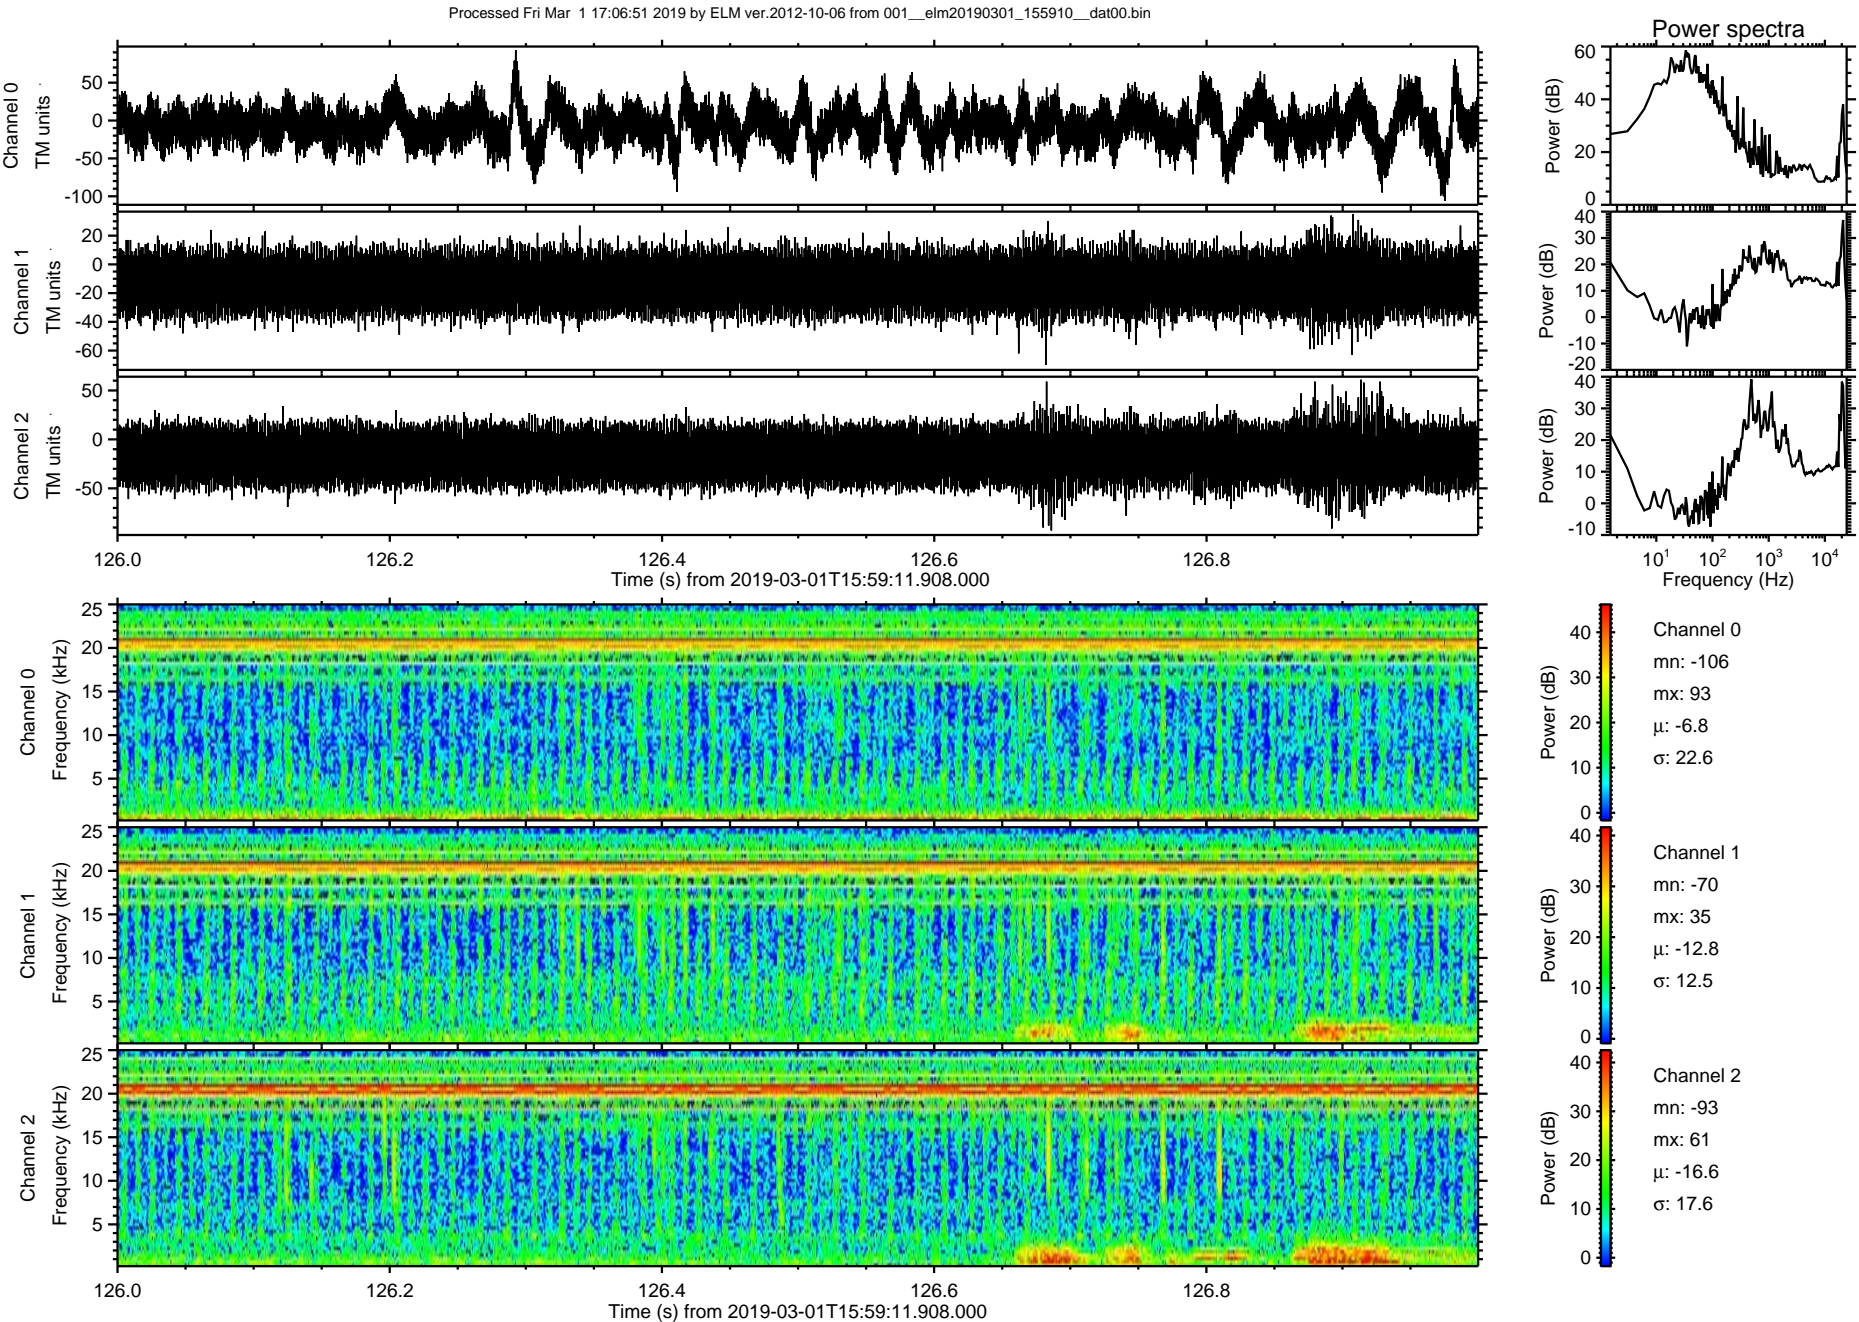 Processed Fri Mar  1 17:06:51 2019 by ELM ver.2012-10-06 from 001__elm20190301_155910__dat00.bin
Power spectra
Channel 0
TM units
50
0
-50
-100
Power (dB)
60
40
20
0
Channel 1
TM units
20
0
-20
-40
-60
Power (dB)
40
30
20
10
0
-10
-20
Channel 2
TM units
50
0
-50
Power (dB)
40
30
20
10
0
-10
126.0 126.2 126.4 126.6 126.8
Time (s) from 2019-03-01T15:59:11.908.000
10^1 10^2 10^3 10^4
Frequency (Hz)
Channel 0
Frequency (kHz)
25
20
15
10
5
Power (dB)
40
30
20
10
0
Channel 0
mn: -106
mx: 93
μ: -6.8
σ: 22.6
Channel 1
Frequency (kHz)
25
20
15
10
5
Power (dB)
40
30
20
10
0
Channel 1
mn: -70
mx: 35
μ: -12.8
σ: 12.5
Channel 2
Frequency (kHz)
25
20
15
10
5
Power (dB)
40
30
20
10
0
Channel 2
mn: -93
mx: 61
μ: -16.6
σ: 17.6
126.0 126.2 126.4 126.6 126.8
Time (s) from 2019-03-01T15:59:11.908.000